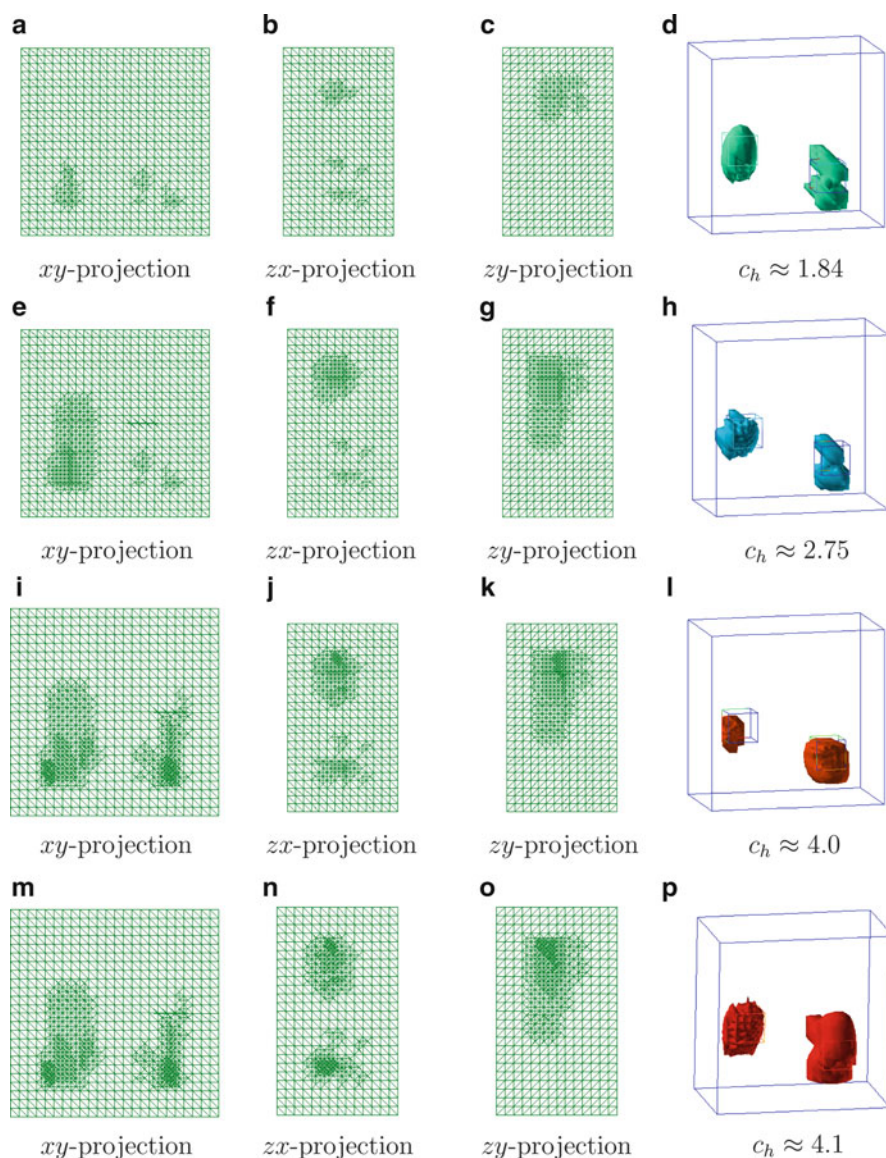 a b c d
xy-projection zx-projection zy-projection c_h ≈ 1.84
e f g h
xy-projection zx-projection zy-projection c_h ≈ 2.75
i j k l
xy-projection zx-projection zy-projection c_h ≈ 4.0
m n o p
xy-projection zx-projection zy-projection c_h ≈ 4.1